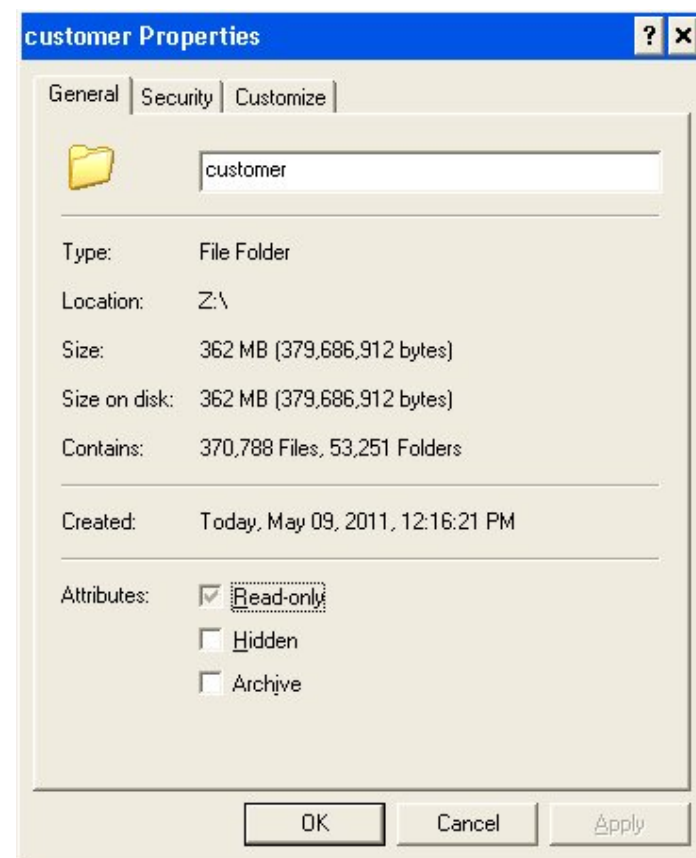 customer Properties
General Security Customize
customer
Type: File Folder
Location: Z:\
Size: 362 MB (379,686,912 bytes)
Size on disk: 362 MB (379,686,912 bytes)
Contains: 370,788 Files, 53,251 Folders
Created: Today, May 09, 2011, 12:16:21 PM
Attributes: Read-only
Hidden
Archive
OK Cancel Apply